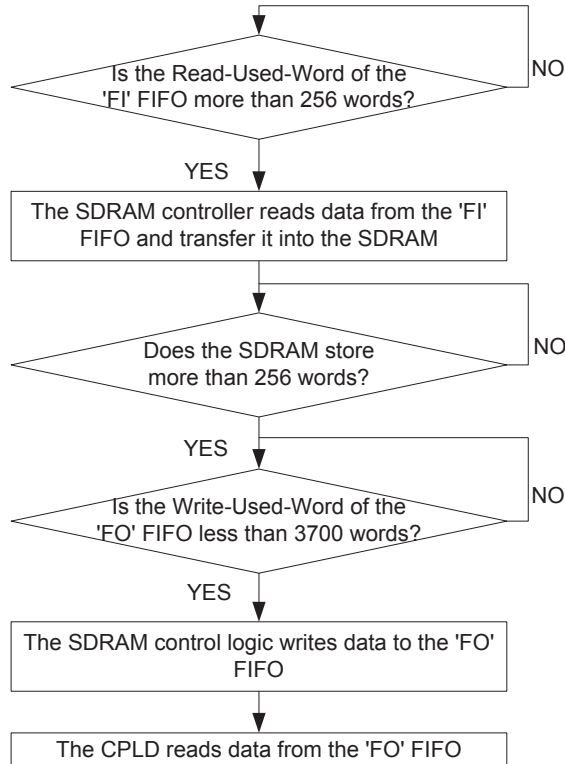 Is the Read-Used-Word of the
'FI' FIFO more than 256 words?
NO
YES
The SDRAM controller reads data from the 'FI'
FIFO and transfer it into the SDRAM
Does the SDRAM store
more than 256 words?
NO
YES
Is the Write-Used-Word of the
'FO' FIFO less than 3700 words?
NO
YES
The SDRAM control logic writes data to the 'FO'
FIFO
The CPLD reads data from the 'FO' FIFO